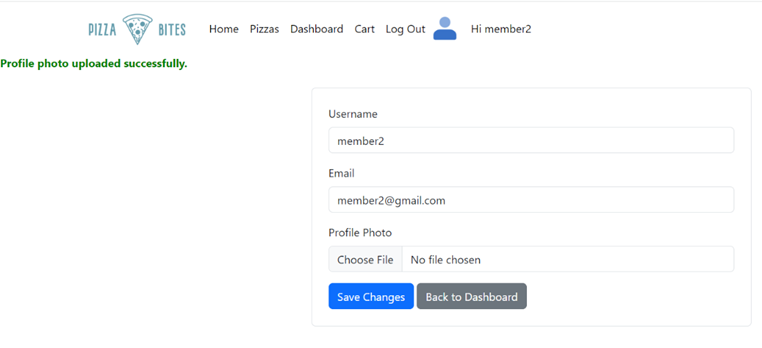 PIZZA BITES Home Pizzas Dashboard Cart Log Out Hi member2
Profile photo uploaded successfully.
Username
member2
Email
member2@gmail.com
Profile Photo
Choose File No file chosen
Save Changes Back to Dashboard